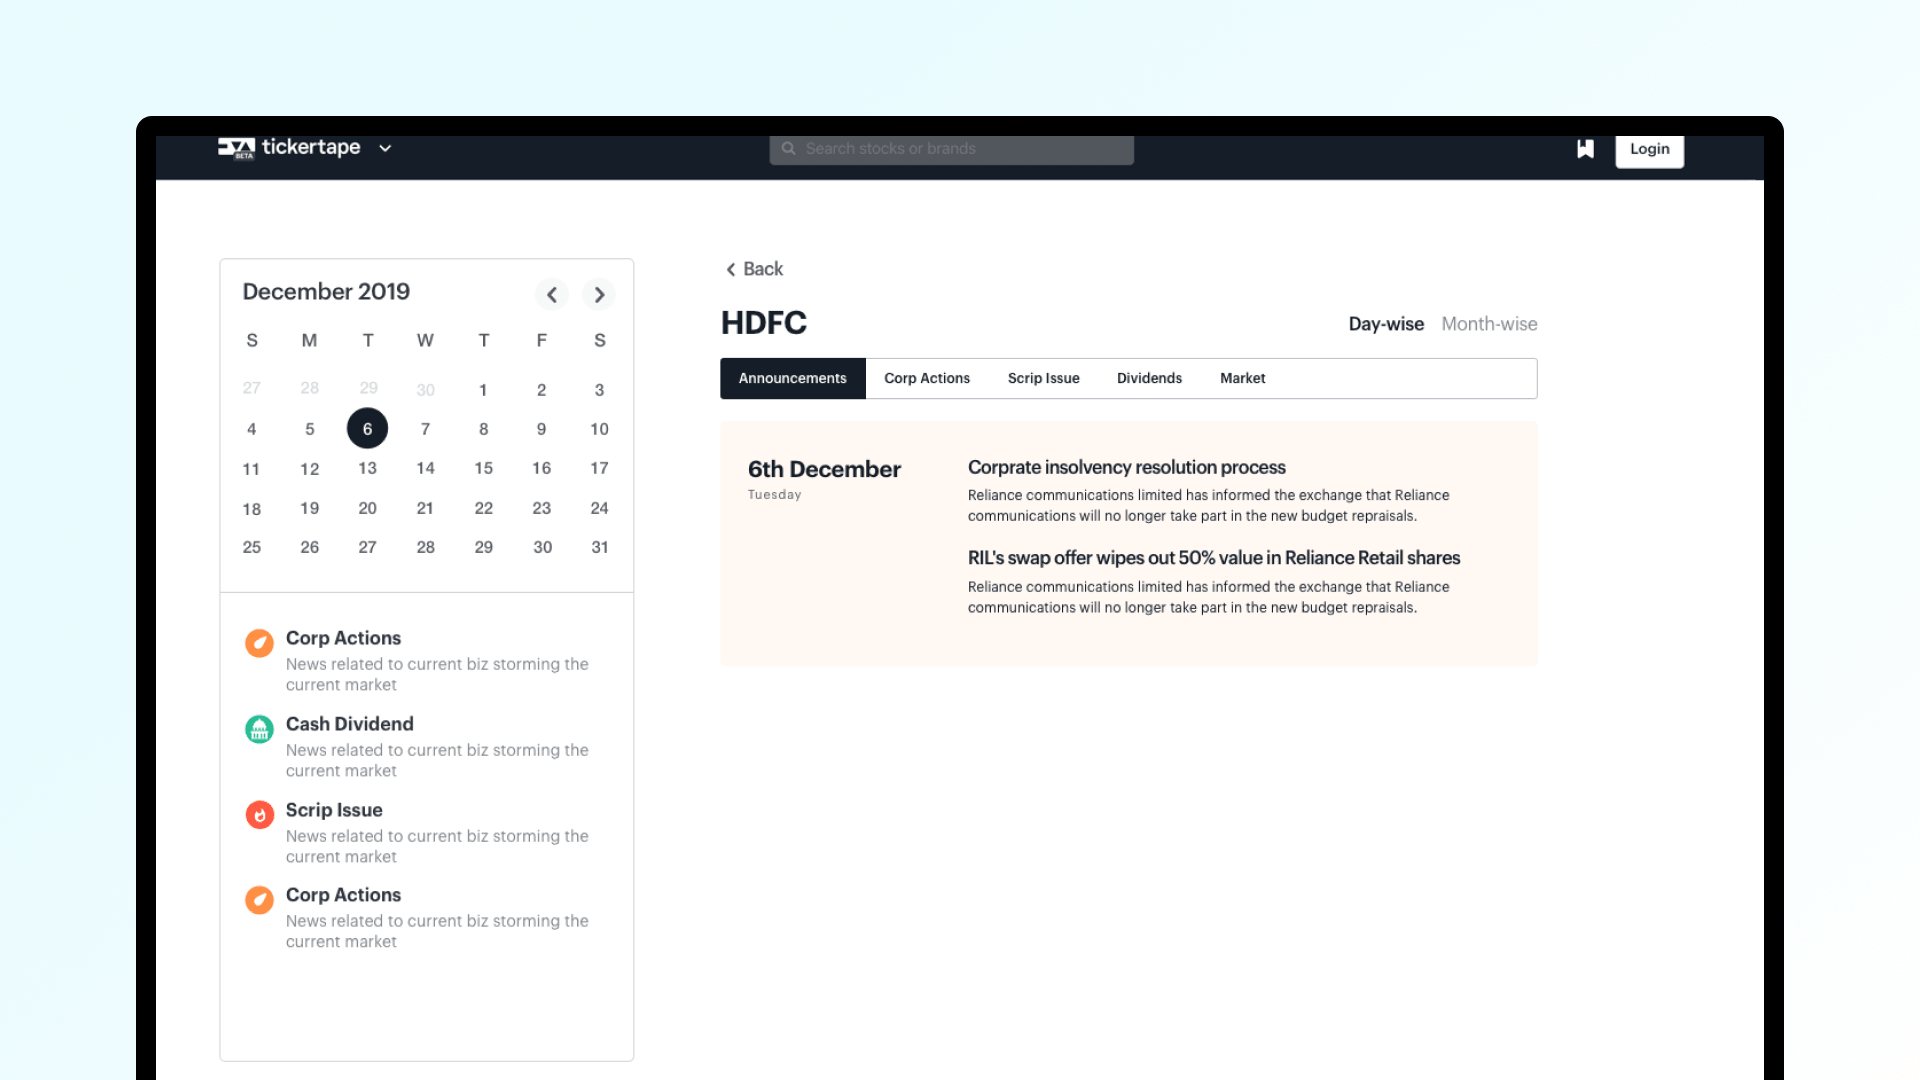 BETA
tickertape
Search stocks or brands
Login
December 2019
S M T W T F S
27 28 29 30 1 2 3
4 5 6 7 8 9 10
11 12 13 14 15 16 17
18 19 20 21 22 23 24
25 26 27 28 29 30 31
Corp Actions
News related to current biz storming the
current market
Cash Dividend
News related to current biz storming the
current market
Scrip Issue
News related to current biz storming the
current market
Corp Actions
News related to current biz storming the
current market
Back
HDFC
Day-wise Month-wise
Announcements Corp Actions Scrip Issue Dividends Market
6th December
Tuesday
Corprate insolvency resolution process
Reliance communications limited has informed the exchange that Reliance
communications will no longer take part in the new budget repraisals.
RIL's swap offer wipes out 50% value in Reliance Retail shares
Reliance communications limited has informed the exchange that Reliance
communications will no longer take part in the new budget repraisals.